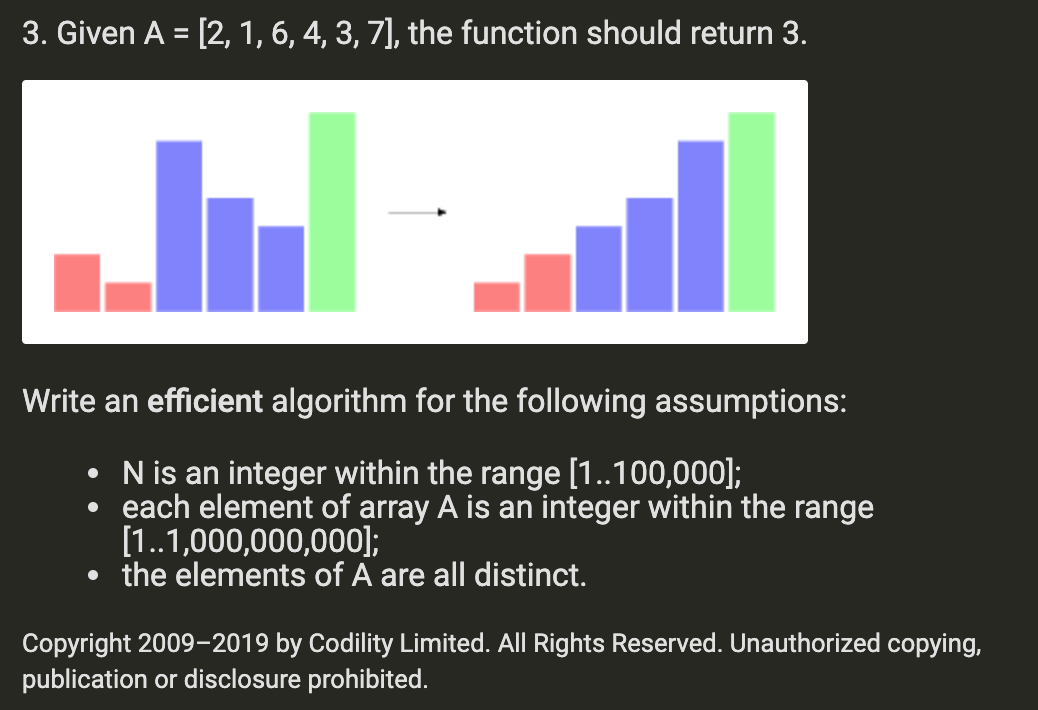 3. Given A = [2, 1, 6, 4, 3, 7], the function should return 3.
Write an efficient algorithm for the following assumptions:
• N is an integer within the range [1..100,000];
• each element of array A is an integer within the range
[1..1,000,000,000];
• the elements of A are all distinct.
Copyright 2009–2019 by Codility Limited. All Rights Reserved. Unauthorized copying,
publication or disclosure prohibited.